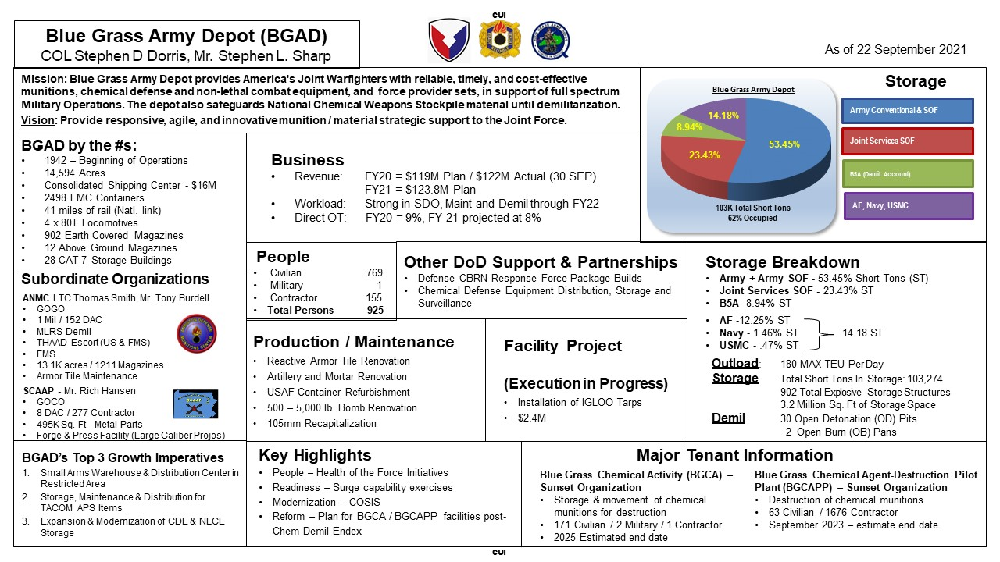 CUI
Blue Grass Army Depot (BGAD)
COL Stephen D Dorris, Mr. Stephen L. Sharp
As of 22 September 2021
Mission: Blue Grass Army Depot provides America's Joint Warfighters with reliable, timely, and cost-effective
munitions, chemical defense and non-lethal combat equipment, and force provider sets, in support of full spectrum
Military Operations. The depot also safeguards National Chemical Weapons Stockpile material until demilitarization.
Vision: Provide responsive, agile, and innovative munition / material strategic support to the Joint Force.
Blue Grass Army Depot
14.18%
8.94%
53.45%
23.43%
103K Total Short Tons
62% Occupied
Storage
Army Conventional & SOF
Joint Services SOF
B5A (Demil Account)
AF, Navy, USMC
BGAD by the #s:
• 1942 – Beginning of Operations
• 14,594 Acres
• Consolidated Shipping Center - $16M
• 2498 FMC Containers
• 41 miles of rail (Natl. link)
• 4 x 80T Locomotives
• 902 Earth Covered Magazines
• 12 Above Ground Magazines
• 28 CAT-7 Storage Buildings
Business
• Revenue: FY20 = $119M Plan / $122M Actual (30 SEP)
FY21 = $123.8M Plan
• Workload: Strong in SDO, Maint and Demil through FY22
• Direct OT: FY20 = 9%, FY 21 projected at 8%
Subordinate Organizations
ANMC LTC Thomas Smith, Mr. Tony Burdell
• GOGO
• 1 Mil / 152 DAC
• MLRS Demil
• THAAD Escort (US & FMS)
• FMS
• 13.1K acres / 1211 Magazines
• Armor Tile Maintenance
SCAAP - Mr. Rich Hansen
• GOCO
• 8 DAC / 277 Contractor
• 495K Sq. Ft - Metal Parts
• Forge & Press Facility (Large Caliber Projos)
People
• Civilian 769
• Military 1
• Contractor 155
• Total Persons 925
Other DoD Support & Partnerships
• Defense CBRN Response Force Package Builds
• Chemical Defense Equipment Distribution, Storage and
Surveillance
Storage Breakdown
• Army + Army SOF - 53.45% Short Tons (ST)
• Joint Services SOF - 23.43% ST
• B5A -8.94% ST
• AF -12.25% ST
• Navy - 1.46% ST 14.18 ST
• USMC - .47% ST
Outload: 180 MAX TEU Per Day
Storage Total Short Tons In Storage: 103,274
902 Total Explosive Storage Structures
3.2 Million Sq. Ft of Storage Space
Demil 30 Open Detonation (OD) Pits
2 Open Burn (OB) Pans
Production / Maintenance
• Reactive Armor Tile Renovation
• Artillery and Mortar Renovation
• USAF Container Refurbishment
• 500 – 5,000 lb. Bomb Renovation
• 105mm Recapitalization
Facility Project
(Execution in Progress)
• Installation of IGLOO Tarps
• $2.4M
BGAD's Top 3 Growth Imperatives
1. Small Arms Warehouse & Distribution Center in
Restricted Area
2. Storage, Maintenance & Distribution for
TACOM APS Items
3. Expansion & Modernization of CDE & NLCE
Storage
Key Highlights
• People – Health of the Force Initiatives
• Readiness – Surge capability exercises
• Modernization – COSIS
• Reform – Plan for BGCA / BGCAPP facilities post-
Chem Demil Endex
Major Tenant Information
Blue Grass Chemical Activity (BGCA) –
Sunset Organization
• Storage & movement of chemical
munitions for destruction
• 171 Civilian / 2 Military / 1 Contractor
• 2025 Estimated end date
Blue Grass Chemical Agent-Destruction Pilot
Plant (BGCAPP) – Sunset Organization
• Destruction of chemical munitions
• 63 Civilian / 1676 Contractor
• September 2023 – estimate end date
CUI